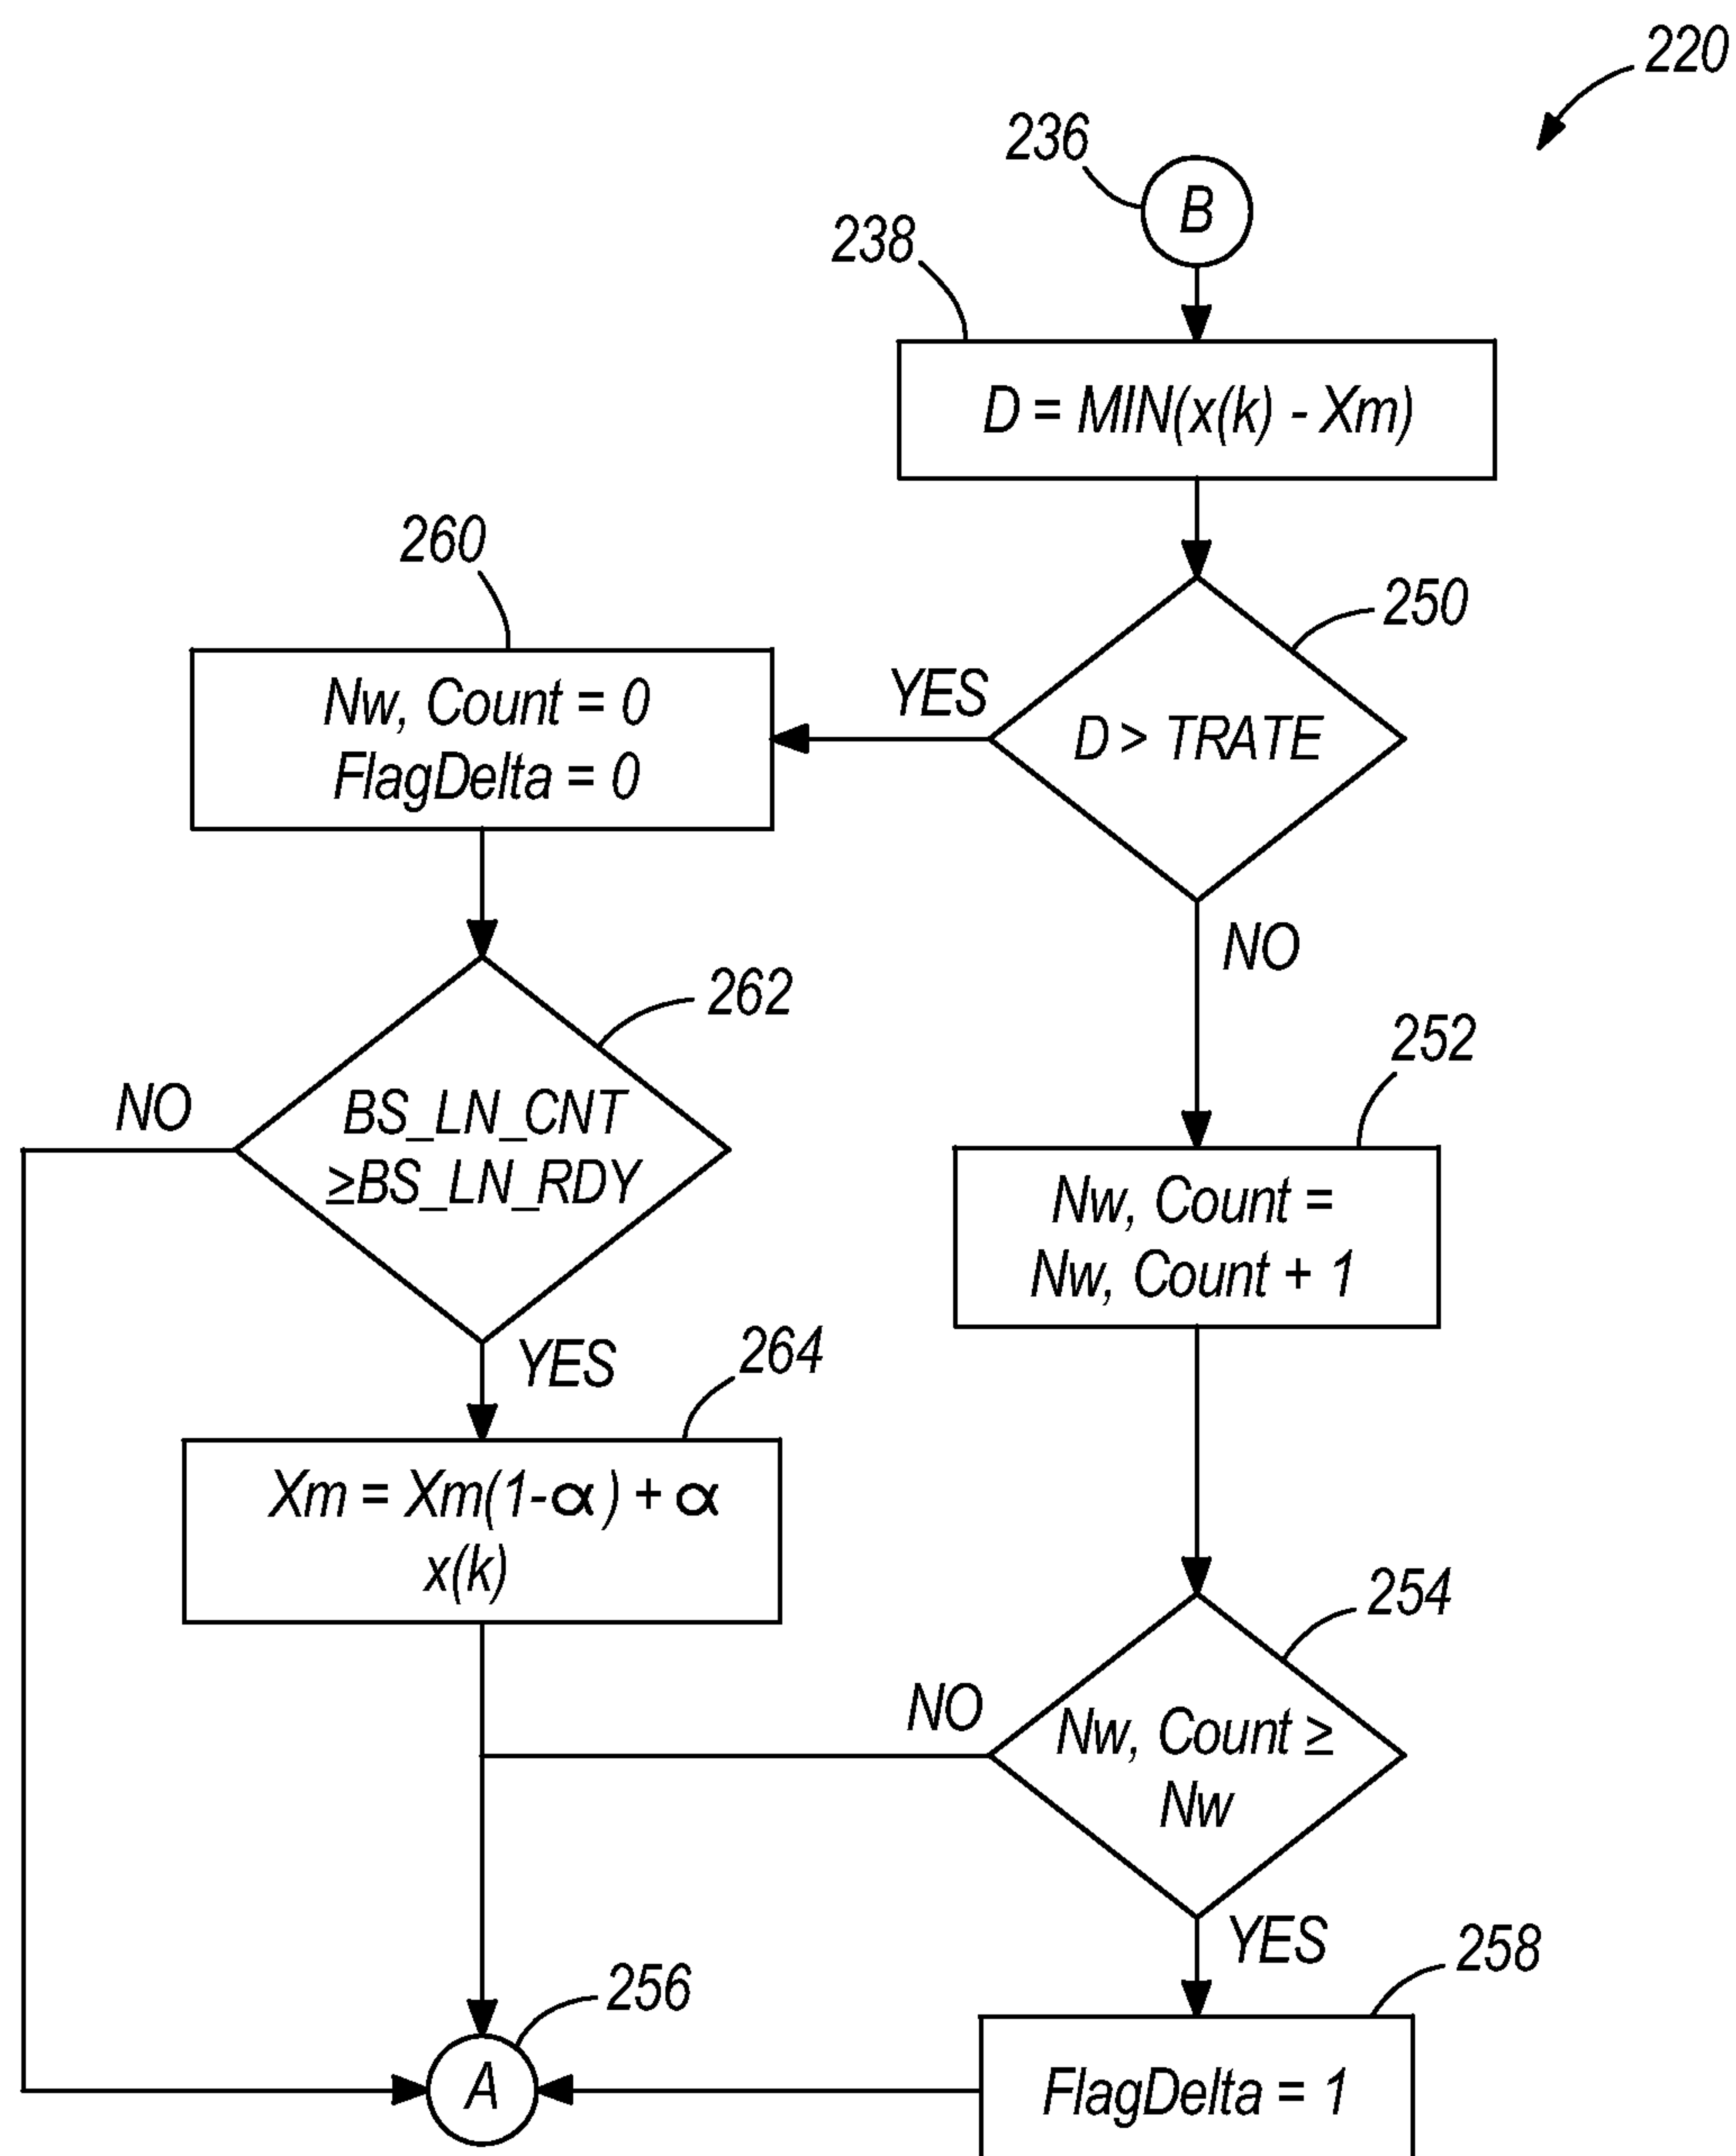 220
236
B
238
D = MIN(x(k) - Xm)
260
250
Nw, Count = 0
FlagDelta = 0
YES
D > TRATE
NO
262
252
NO
BS_LN_CNT
≥BS_LN_RDY
Nw, Count =
Nw, Count + 1
YES
264
Xm = Xm(1-α) + α
x(k)
254
NO
Nw, Count ≥
Nw
YES
258
256
A
FlagDelta = 1